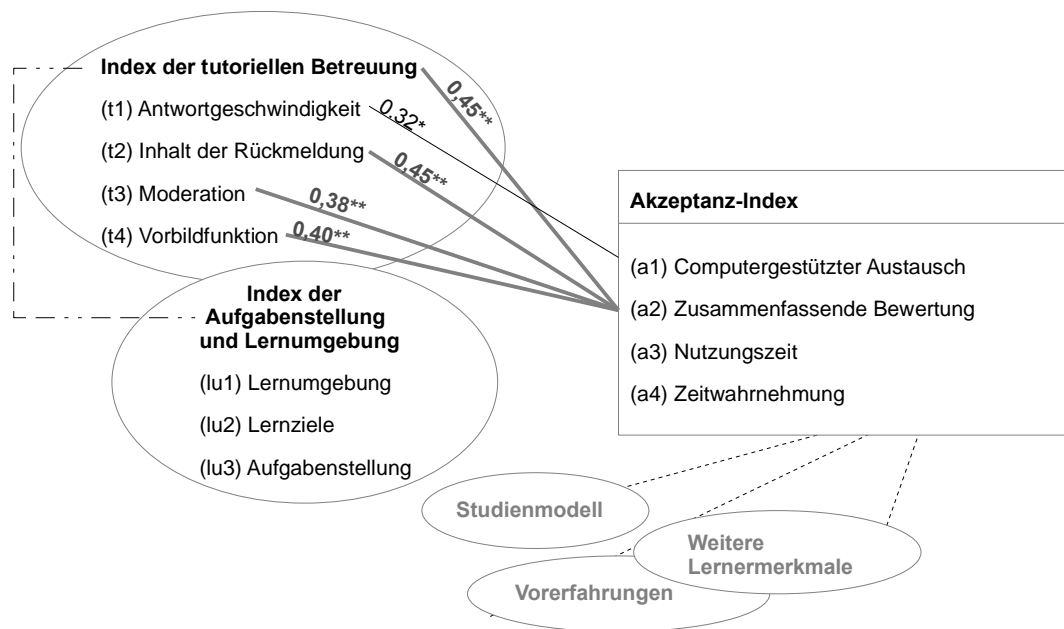 Index der tutoriellen Betreuung
(t1) Antwortgeschwindigkeit
(t2) Inhalt der Rückmeldung
(t3) Moderation
(t4) Vorbildfunktion
0,45**
0,32*
0,45**
0,38**
0,40**
Index der
Aufgabenstellung
und Lernumgebung
(lu1) Lernumgebung
(lu2) Lernziele
(lu3) Aufgabenstellung
Akzeptanz-Index
(a1) Computergestützter Austausch
(a2) Zusammenfassende Bewertung
(a3) Nutzungszeit
(a4) Zeitwahrnehmung
Studienmodell
Weitere
Lernermerkmale
Vorerfahrungen